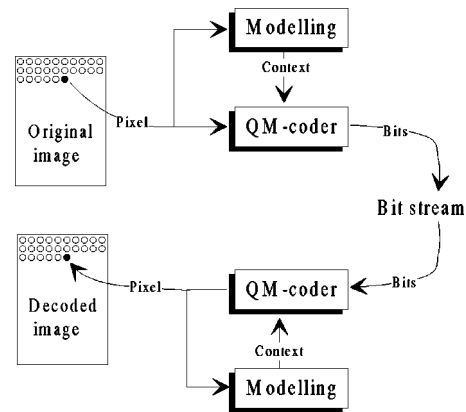 Modelling
Context
Original
image
Pixel
QM-coder
Bits
Bit stream
Decoded
image
Pixel
QM-coder
Bits
Context
Modelling